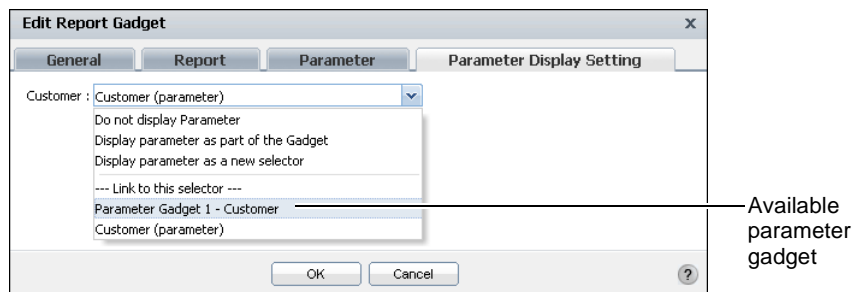 Edit Report Gadget x
General Report Parameter Parameter Display Setting
Customer : Customer (parameter)
Do not display Parameter
Display parameter as part of the Gadget
Display parameter as a new selector
--- Link to this selector ---
Parameter Gadget 1 - Customer
Customer (parameter)
Available
parameter
gadget
OK Cancel ?